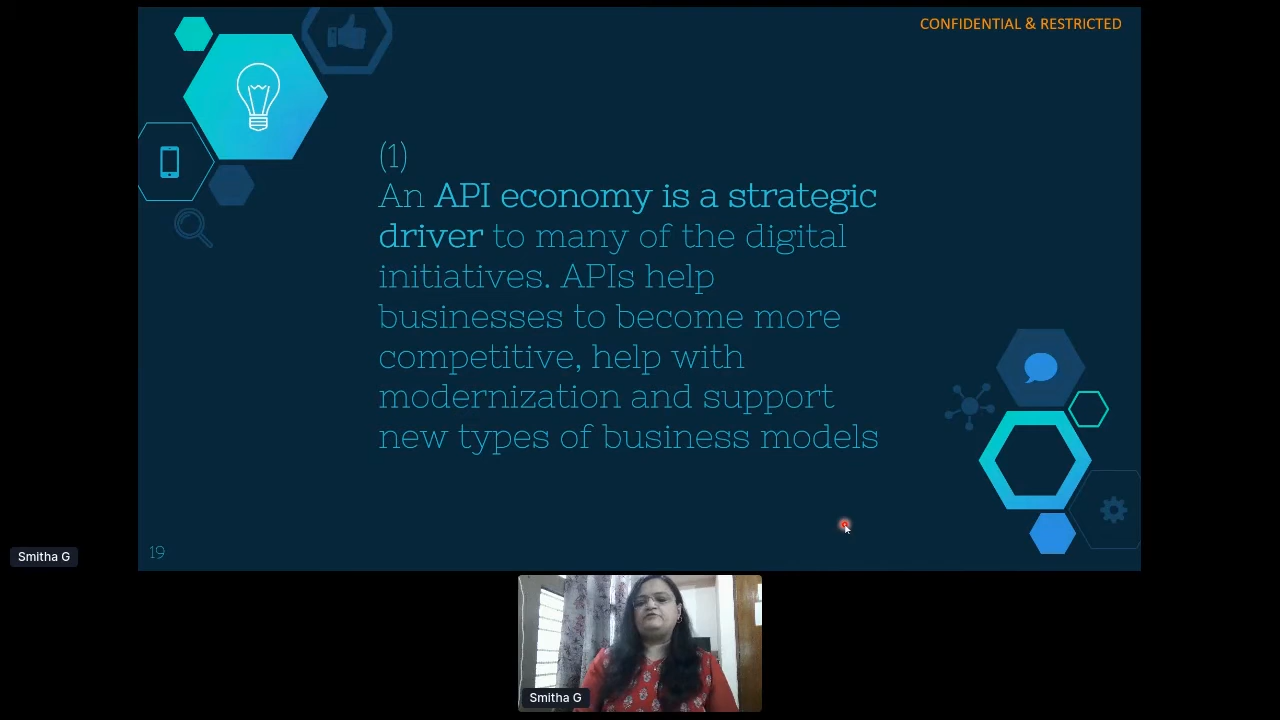 CONFIDENTIAL & RESTRICTED
(1)
An API economy is a strategic
driver to many of the digital
initiatives. APIs help
businesses to become more
competitive, help with
modernization and support
new types of business models
19
Smitha G
Smitha G